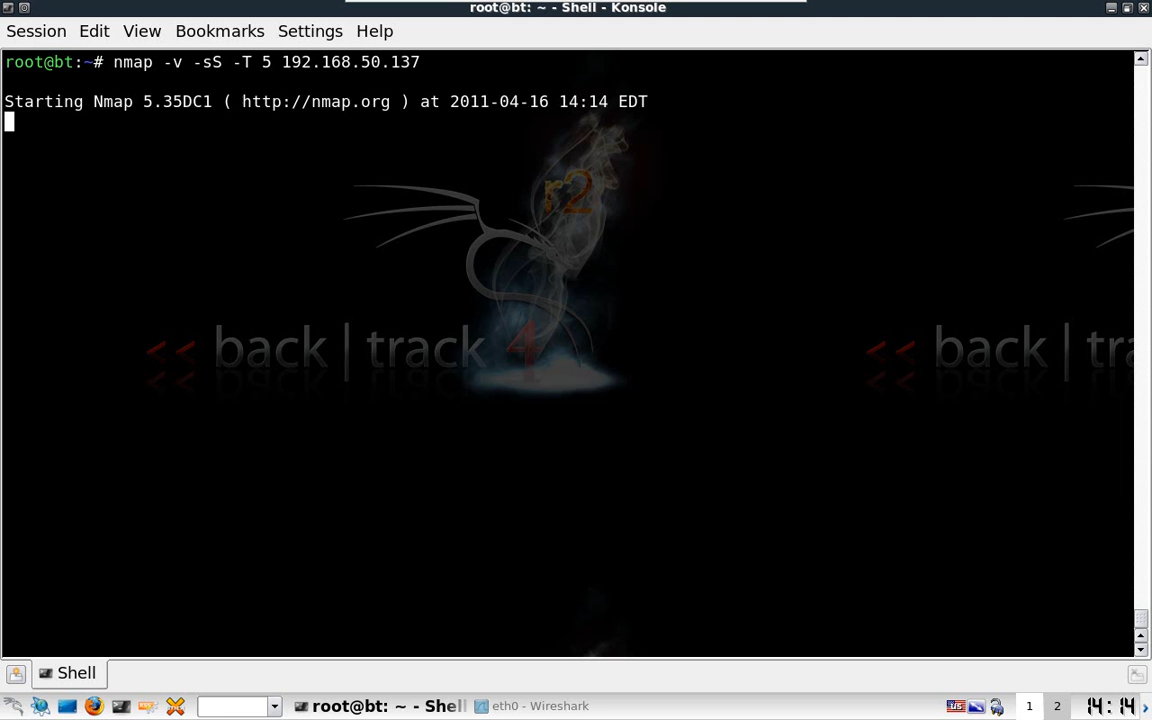 root@bt: ~ - Shell - Konsole
Session Edit View Bookmarks Settings Help
root@bt:~# nmap -v -sS -T 5 192.168.50.137
Starting Nmap 5.35DC1 ( http://nmap.org ) at 2011-04-16 14:14 EDT
r2
<< back | track 4
<< back | tra
Shell
root@bt: ~ - Shell
eth0 - Wireshark
US
1
2
14:14